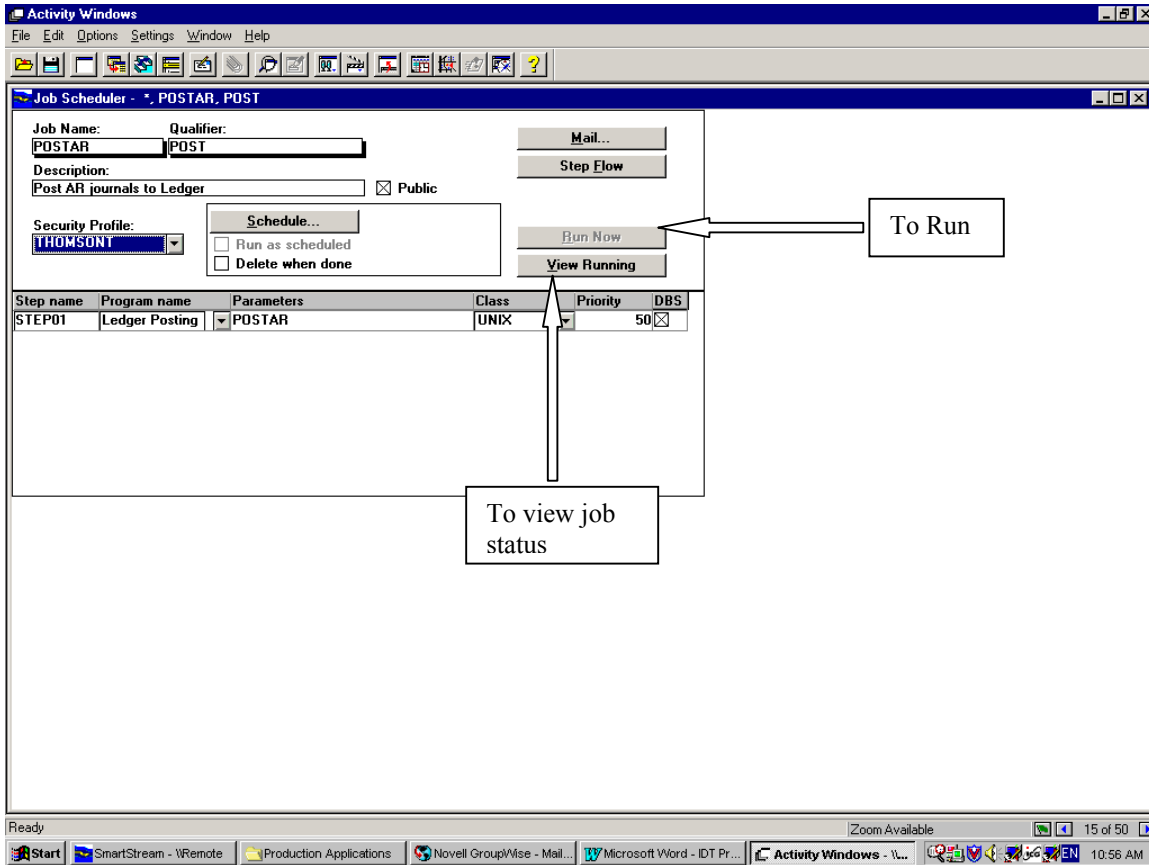 Activity Windows
File Edit Options Settings Window Help
Job Scheduler - *, POSTAR, POST
Job Name: Qualifier:
POSTAR POST
Mail...
Description:
Step Flow
Post AR journals to Ledger Public
Security Profile:
THOMSONT
Schedule...
Run as scheduled
Delete when done
Run Now
View Running
To Run
Step name Program name Parameters Class Priority DBS
STEP01 Ledger Posting POSTAR UNIX 50
To view job
status
Ready Zoom Available 15 of 50
Start SmartStream - \\Remote Production Applications Novell GroupWise - Mail... Microsoft Word - IDT Pr... Activity Windows - \\... EN 10:56 AM